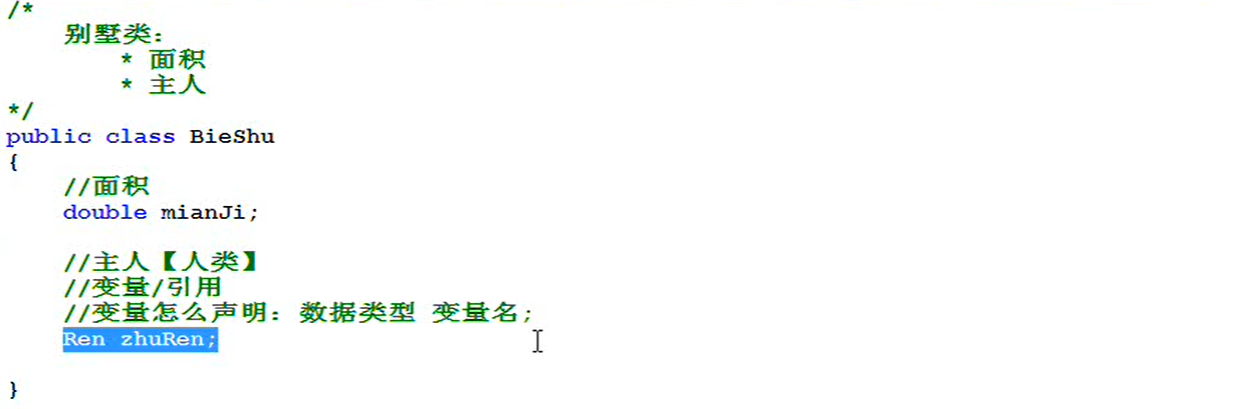 /*
别墅类：
* 面积
* 主人
*/
public class BieShu
{
//面积
double mianJi;
//主人【人类】
//变量/引用
//变量怎么声明：数据类型 变量名;
Ren zhuRen;
}